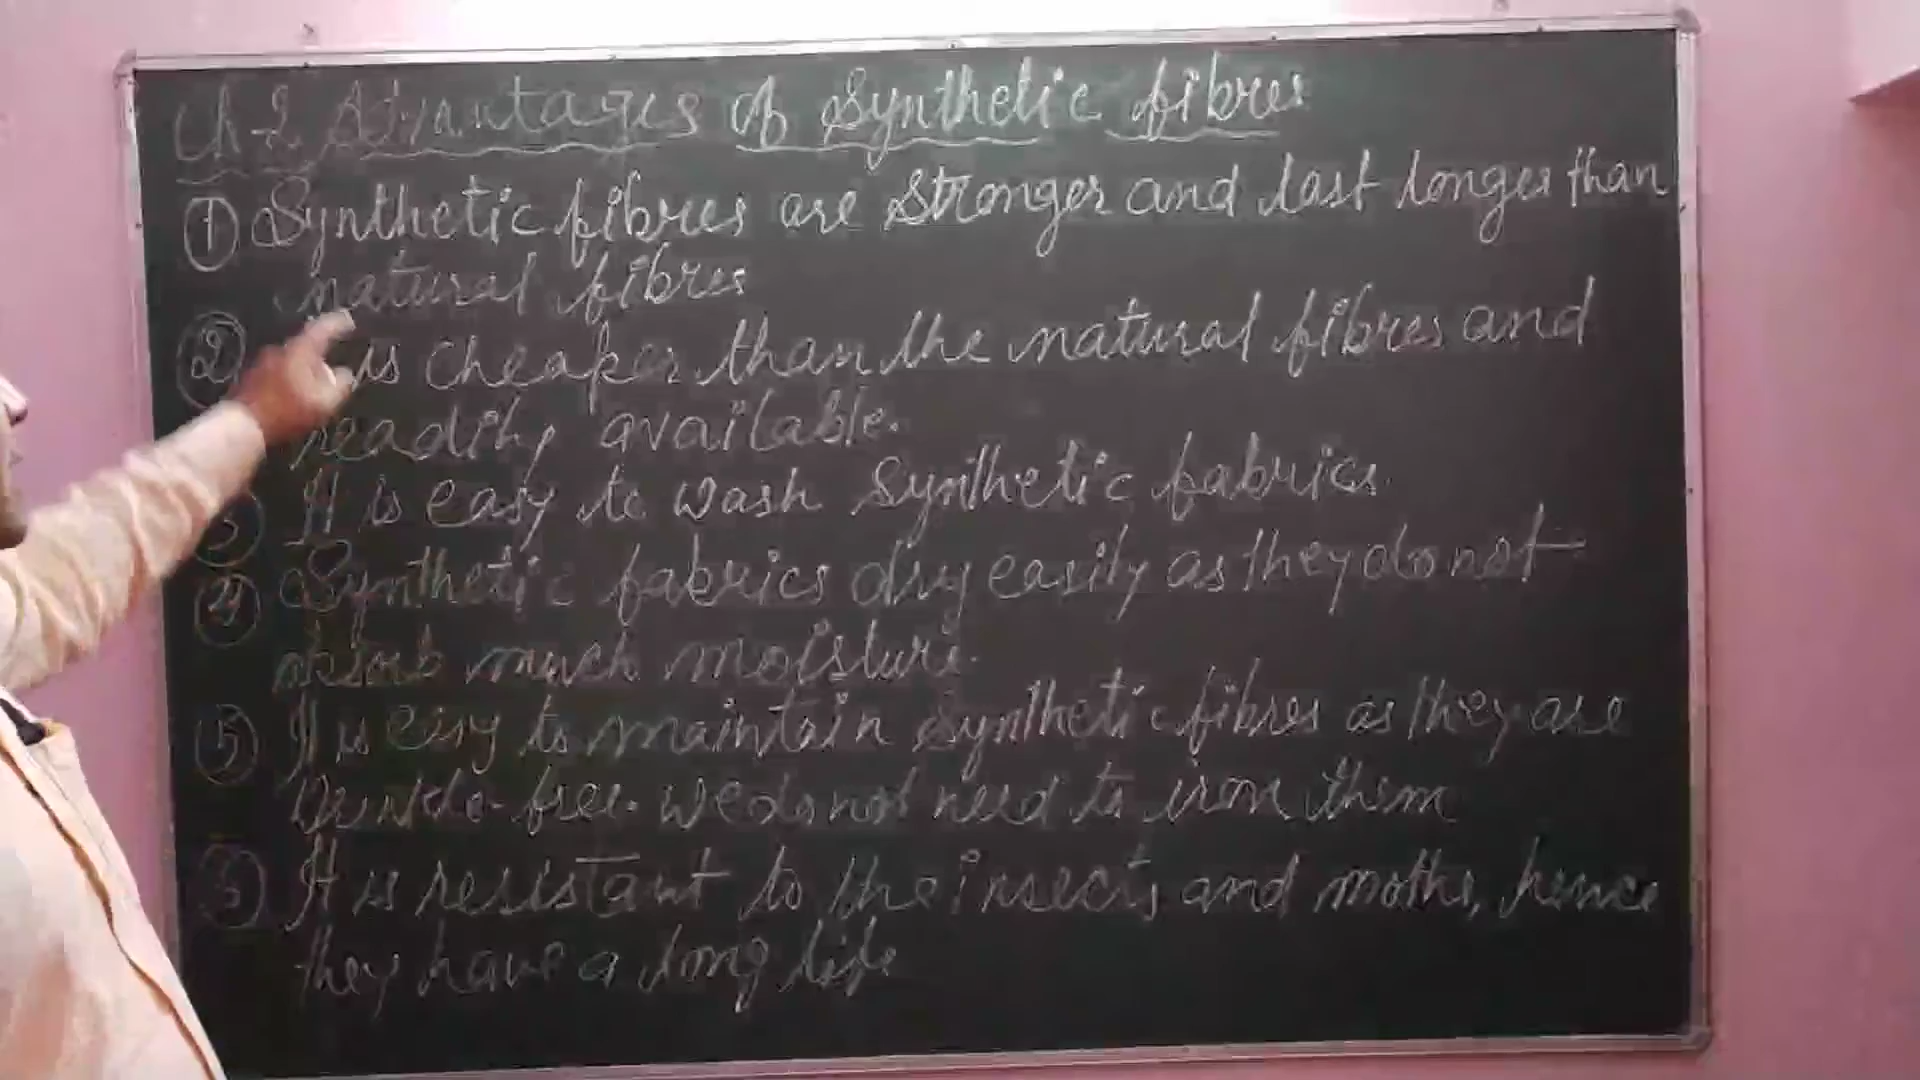 Ch-2 Advantages of Synthetic fibres
① Synthetic fibres are stronger and last longer than
natural fibres
② is cheaper than the natural fibres and
readily available.
3 It is easy to wash synthetic fabrics.
④ Synthetic fabrics dry easily as they do not
absorb much moisture.
⑤ It is easy to maintain synthetic fibres as they are
wrinkle-free. we do not need to iron them
⑥ It is resistant to the insects and moths, hence
they have a long life